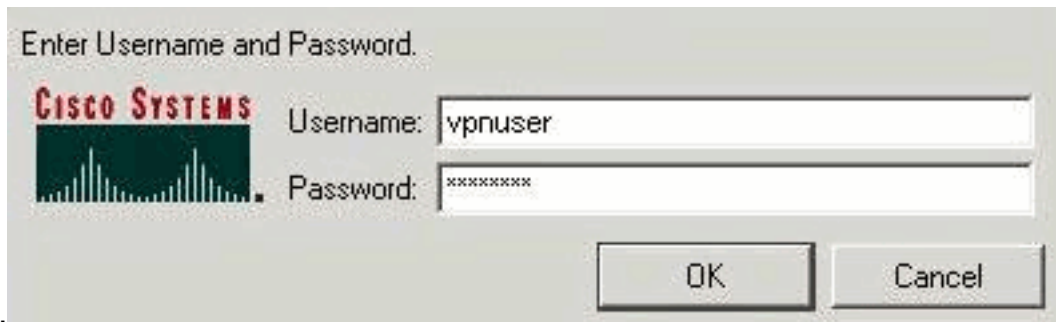 Enter Username and Password.
CISCO SYSTEMS
Username: vpnuser
Password: ********
OK Cancel